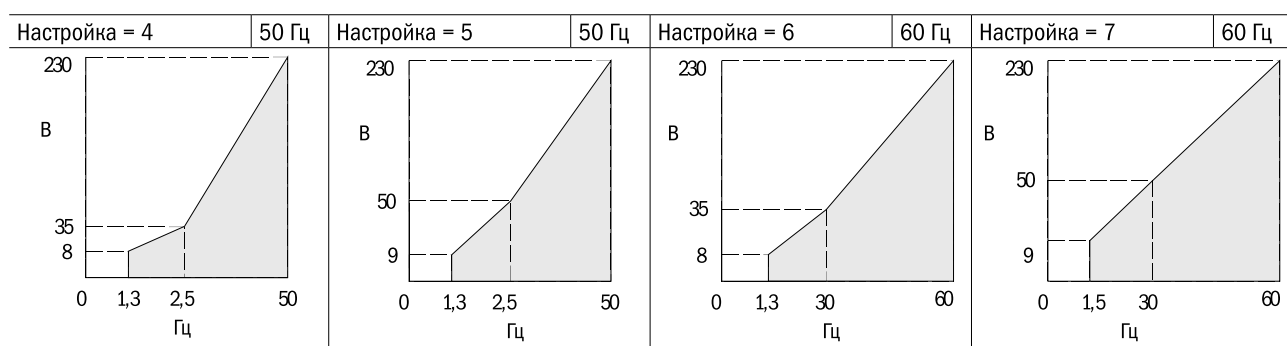 Настройка = 4 50 Гц
230
В
35
8
0 1,3 2,5 50
Гц
Настройка = 5 50 Гц
230
В
50
9
0 1,3 2,5 50
Гц
Настройка = 6 60 Гц
230
В
35
8
0 1,3 30 60
Гц
Настройка = 7 60 Гц
230
В
50
9
0 1,5 30 60
Гц